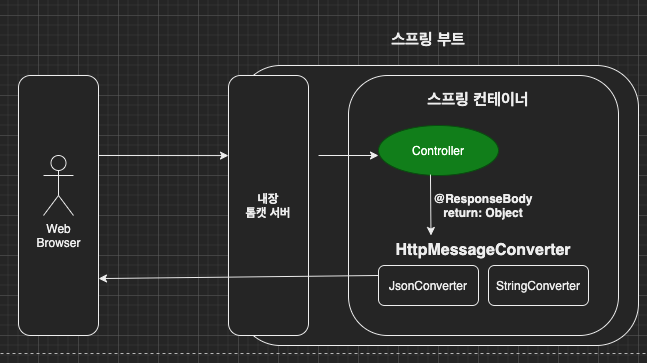 스프링 부트
스프링 컨테이너
Controller
@ResponseBody
return: Object
내장
톰캣 서버
Web
Browser
HttpMessageConverter
JsonConverter
StringConverter